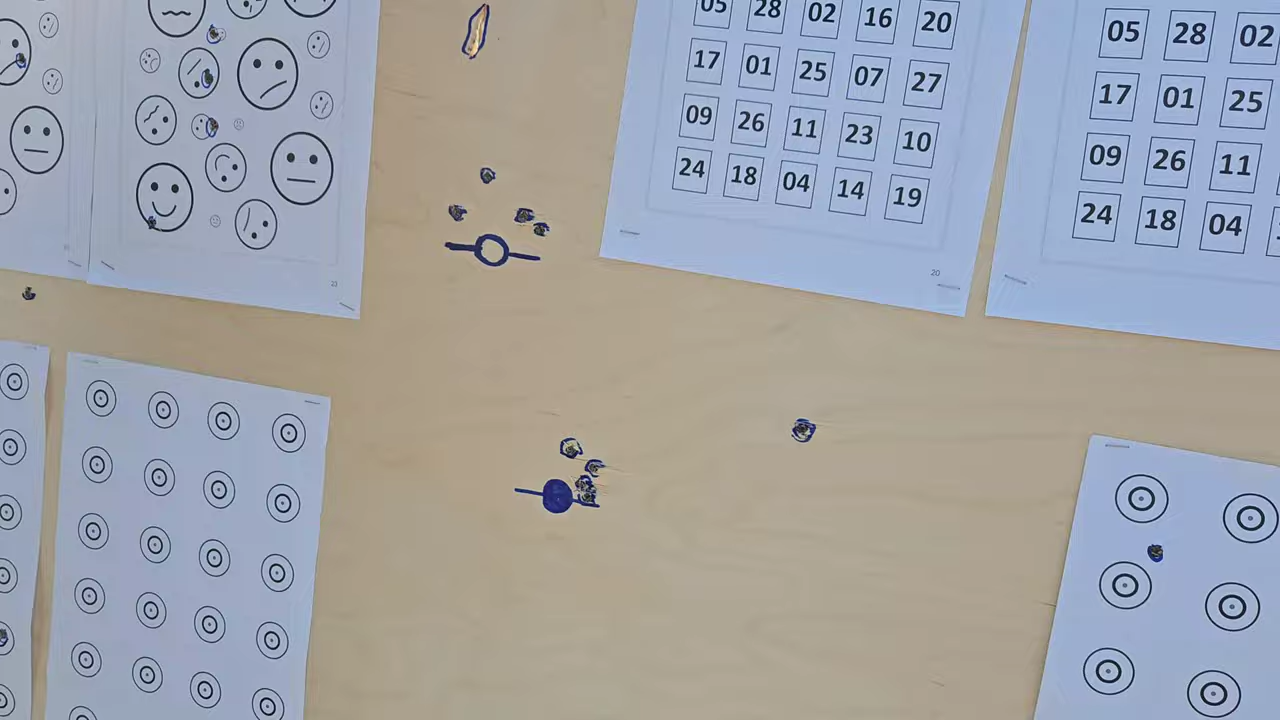 05 28 02 16 20
17 01 25 07 27
09 26 11 23 10
24 18 04 14 19
20
05 28 02
17 01 25
09 26 11
24 18 04